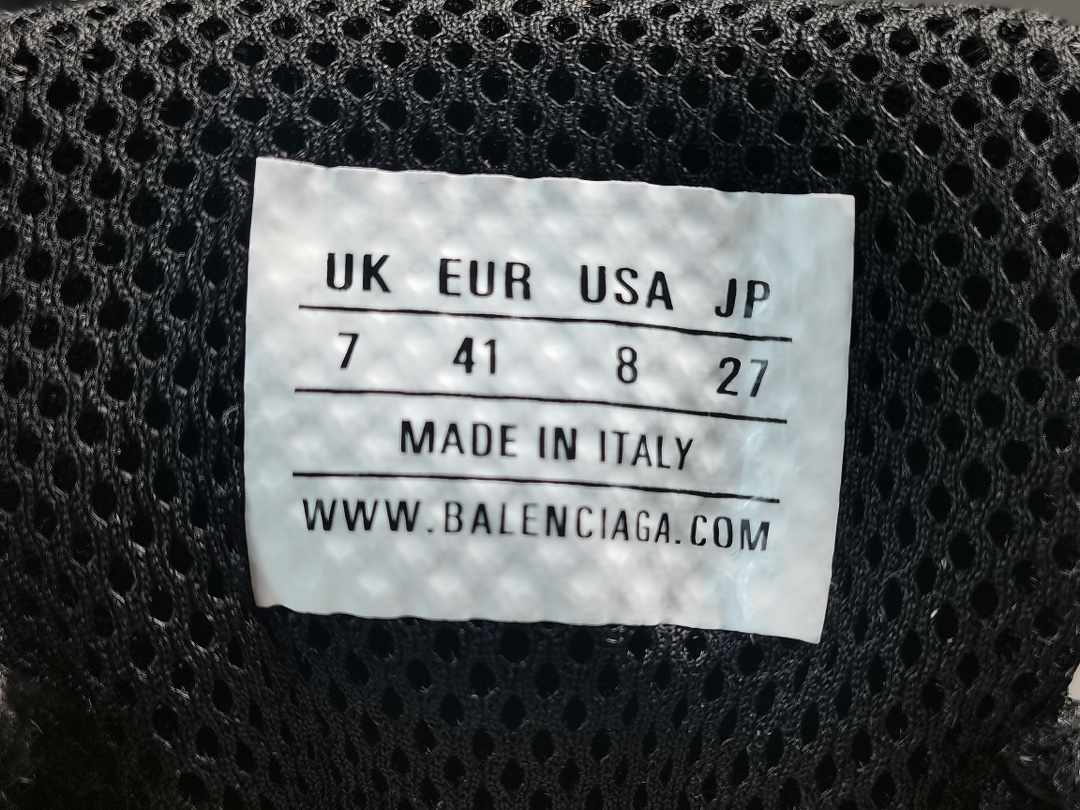 UK EUR USA JP
7 41 8 27
MADE IN ITALY
WWW.BALENCIAGA.COM